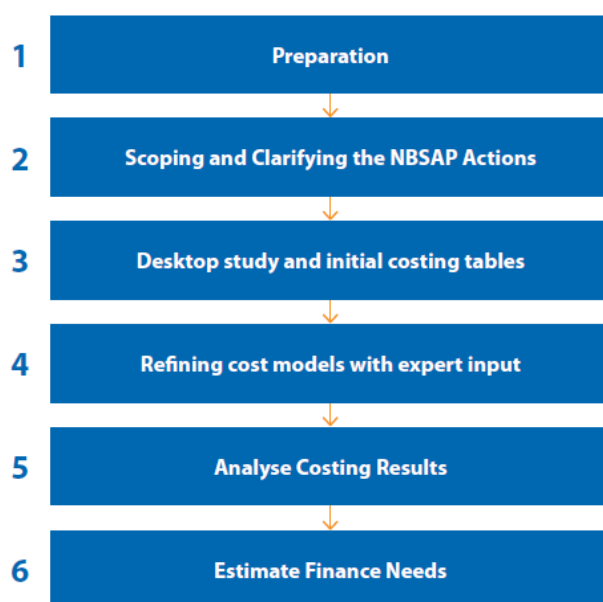 1
Preparation
2
Scoping and Clarifying the NBSAP Actions
3
Desktop study and initial costing tables
4
Refining cost models with expert input
5
Analyse Costing Results
6
Estimate Finance Needs